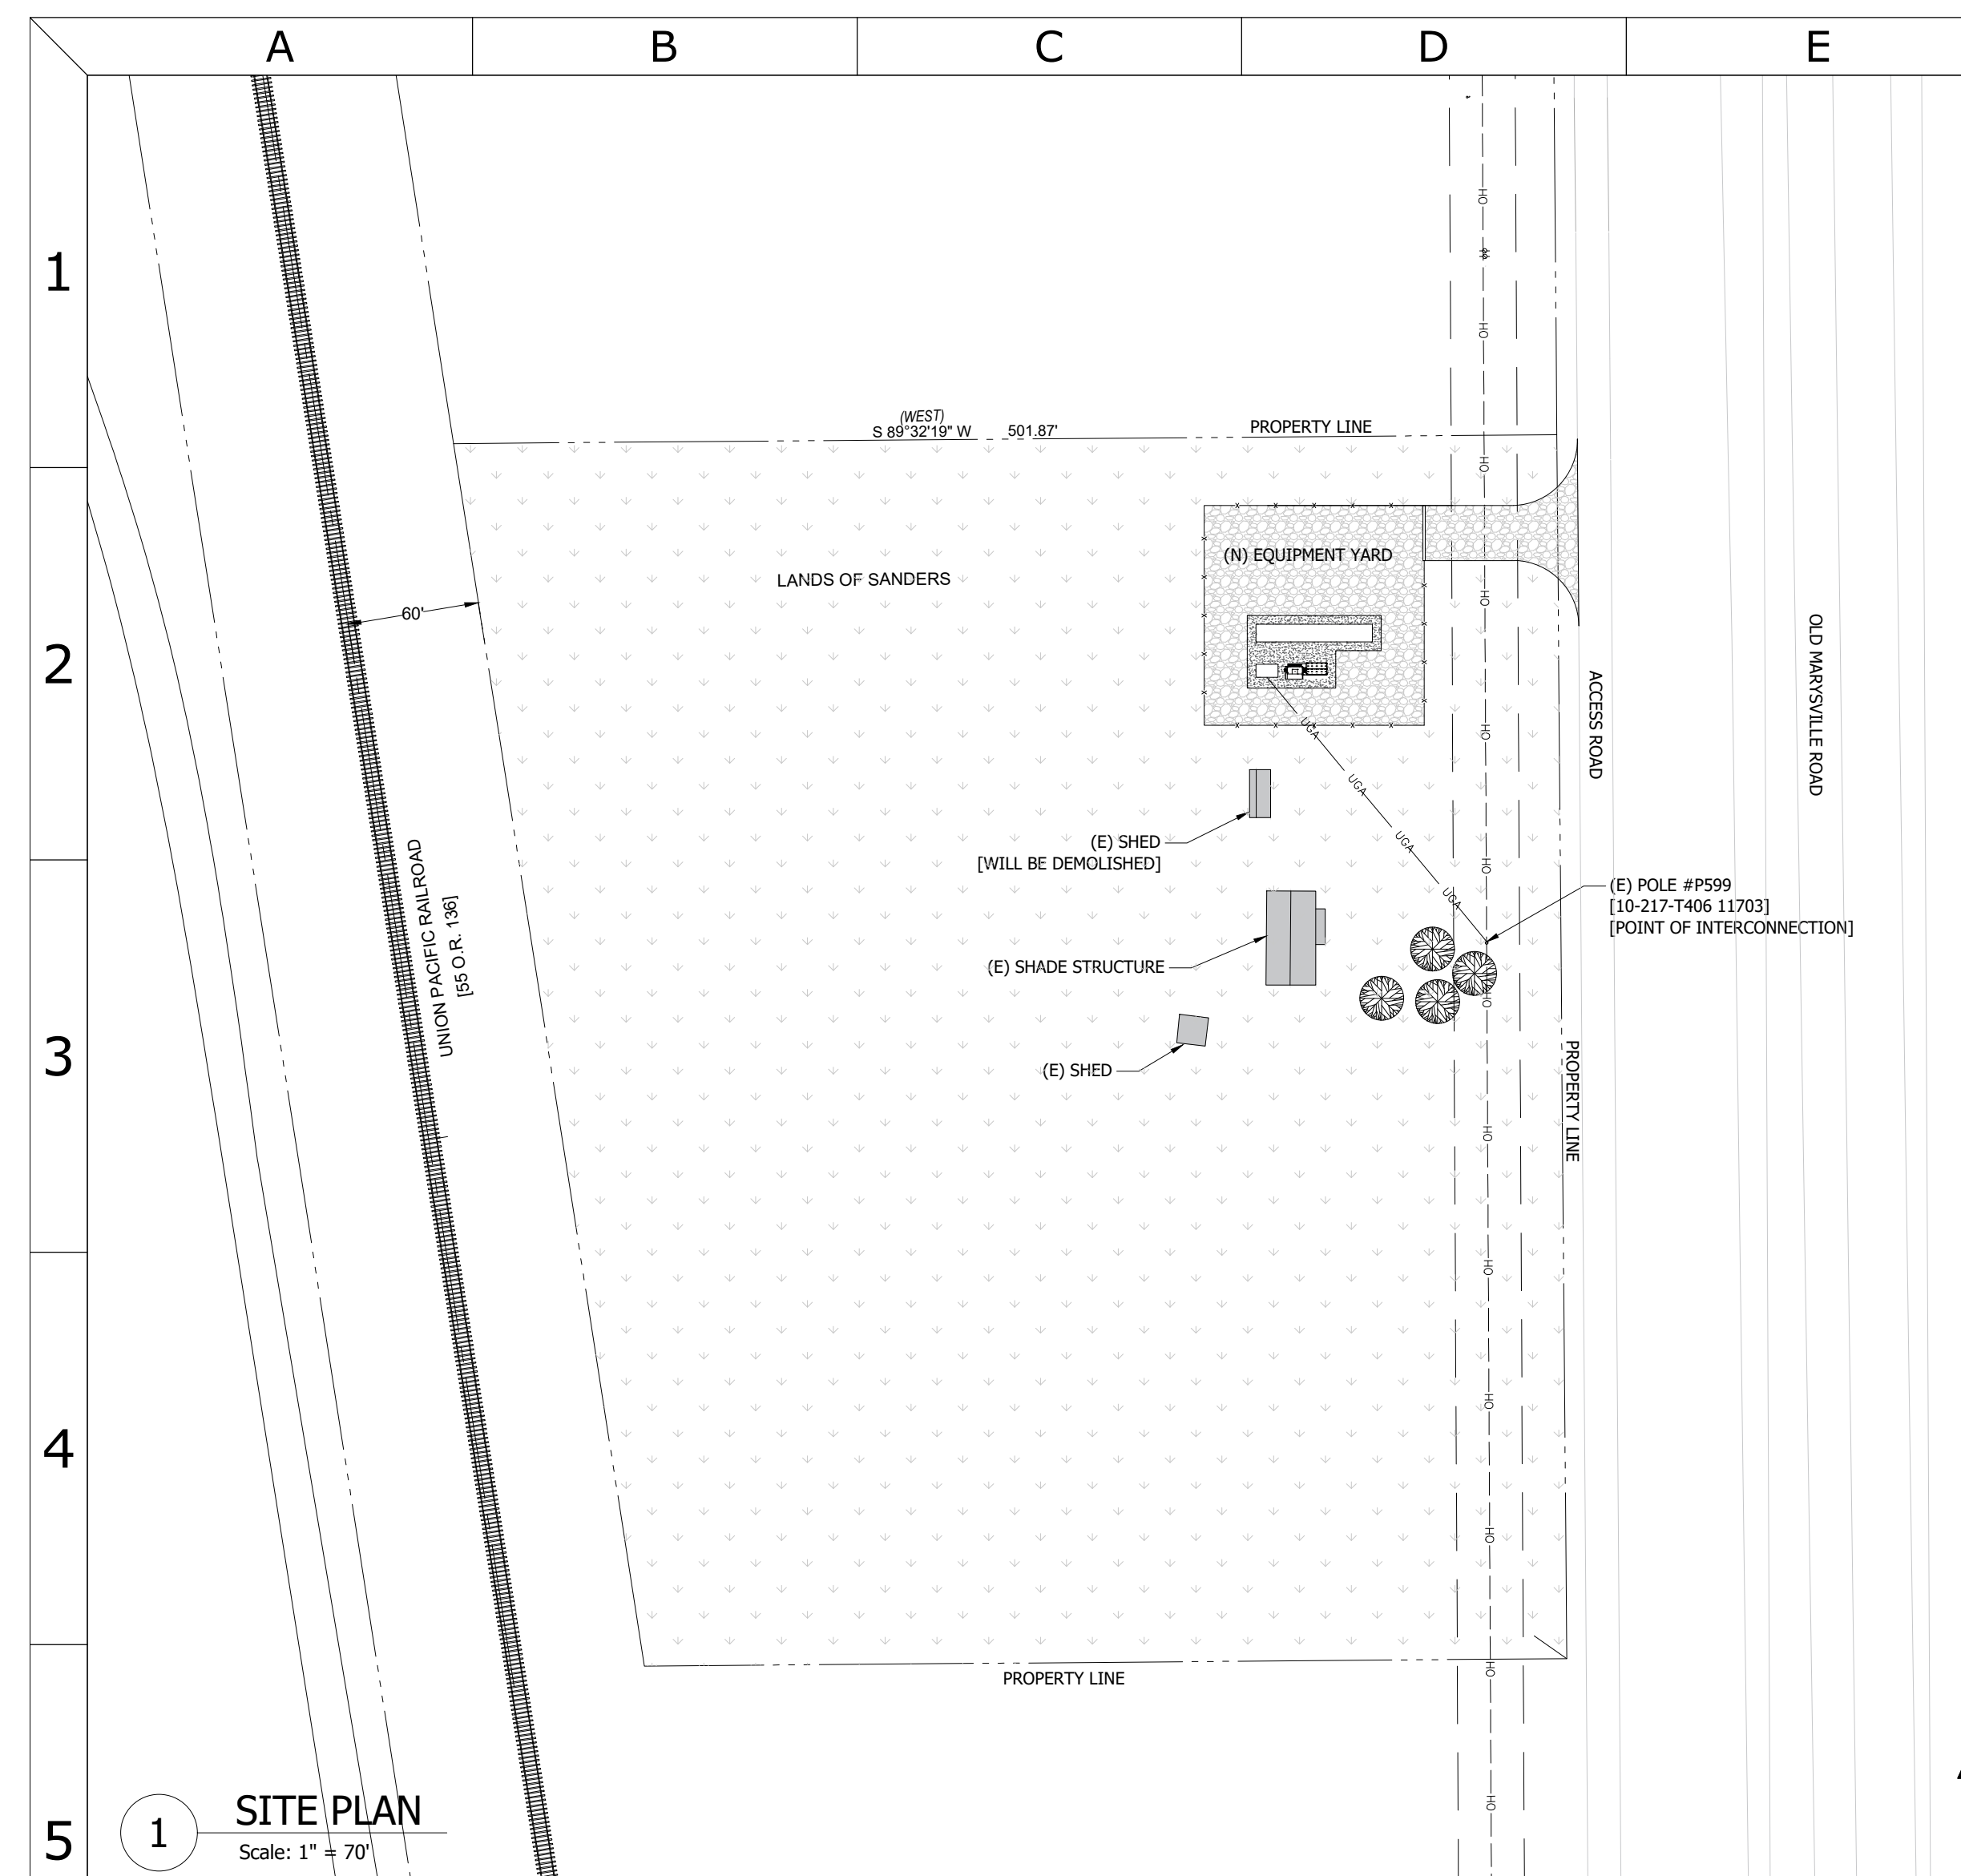 A B C D E
1
2
3
4
5
(WEST)
S 89°32'19" W 501.87'
PROPERTY LINE
(N) EQUIPMENT YARD
LANDS OF SANDERS
60'
ACCESS ROAD
OLD MARYSVILLE ROAD
UGA
UGA
UGA
UGA
(E) SHED
[WILL BE DEMOLISHED]
(E) POLE #P599
[10-217-T406 11703]
[POINT OF INTERCONNECTION]
UNION PACIFIC RAILROAD
[55 O.R. 136]
(E) SHADE STRUCTURE
(E) SHED
PROPERTY LINE
PROPERTY LINE
OH
OH
OH
OH
OH
OH
OH
OH
OH
OH
OH
OH
OH
1 SITE PLAN
Scale: 1" = 70'